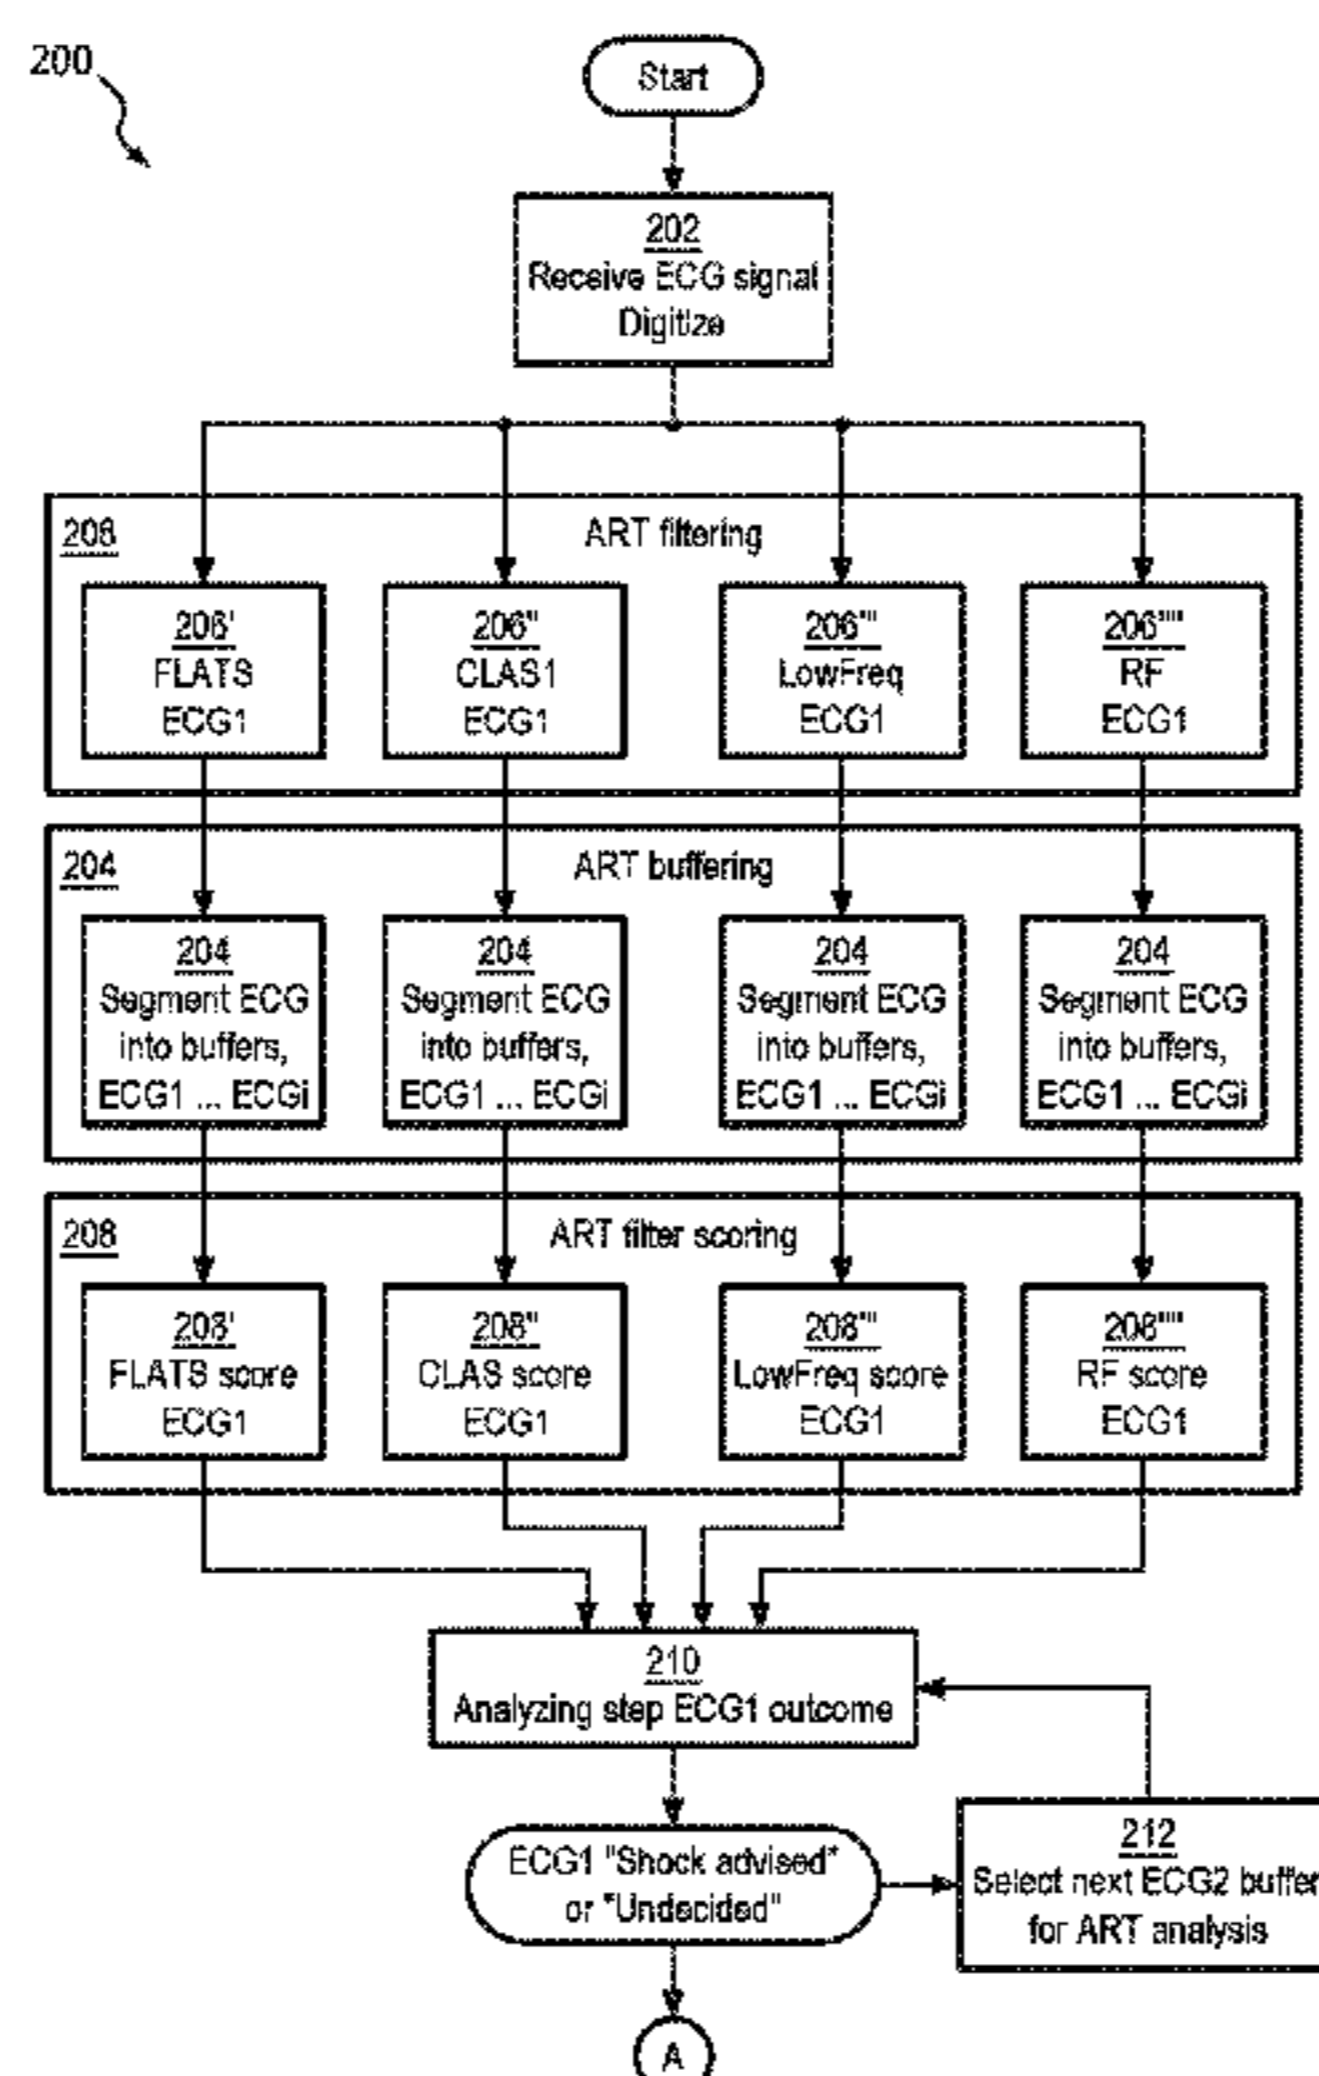 200
Start
202
Receive ECG signal
Digitize
206
ART filtering
206'
FLATS
ECG1
206"
CLAS1
ECG1
206'"
LowFreq
ECG1
206""
RF
ECG1
204
ART buffering
204
Segment ECG
into buffers,
ECG1 ... ECGi
204
Segment ECG
into buffers,
ECG1 ... ECGi
204
Segment ECG
into buffers,
ECG1 ... ECGi
204
Segment ECG
into buffers,
ECG1 ... ECGi
208
ART filter scoring
208'
FLATS score
ECG1
208"
CLAS score
ECG1
208'"
LowFreq score
ECG1
208""
RF score
ECG1
210
Analyzing step ECG1 outcome
ECG1 "Shock advised"
or "Undecided"
212
Select next ECG2 buffer
for ART analysis
A